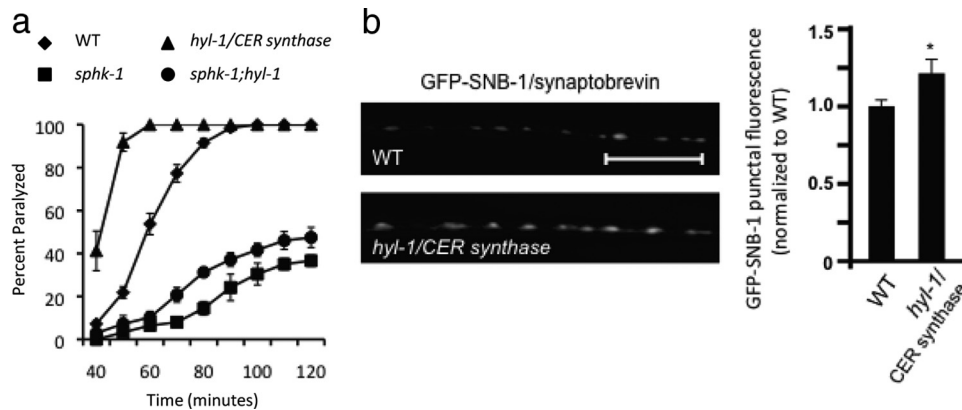 a
WT
hyl-1/CER synthase
sphk-1
sphk-1;hyl-1
Percent Paralyzed
100
80
60
40
20
0
40 60 80 100 120
Time (minutes)
b
GFP-SNB-1/synaptobrevin
WT
hyl-1/CER synthase
GFP-SNB-1 punctal fluorescence
(normalized to WT)
1.5
1.0
0.5
0
*
WT
hyl-1/
CER synthase